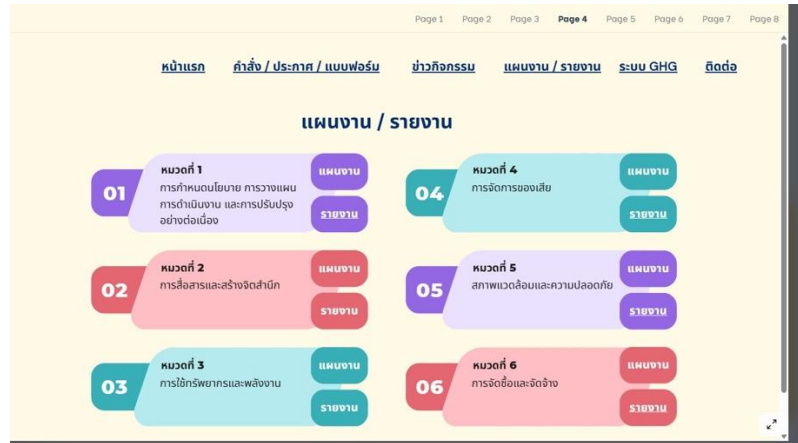 Page 1 Page 2 Page 3 Page 4 Page 5 Page 6 Page 7 Page 8
หน้าแรก คำสั่ง / ประกาศ / แบบฟอร์ม ข่าวกิจกรรม แผนงาน / รายงาน ระบบ GHG ติดต่อ
แผนงาน / รายงาน
01
หมวดที่ 1
การกำหนดนโยบาย การวางแผน
การดำเนินงาน และการปรับปรุง
อย่างต่อเนื่อง
แผนงาน
รายงาน
02
หมวดที่ 2
การสื่อสารและสร้างจิตสำนึก
แผนงาน
รายงาน
03
หมวดที่ 3
การใช้ทรัพยากรและพลังงาน
แผนงาน
รายงาน
04
หมวดที่ 4
การจัดการของเสีย
แผนงาน
รายงาน
05
หมวดที่ 5
สภาพแวดล้อมและความปลอดภัย
แผนงาน
รายงาน
06
หมวดที่ 6
การจัดซื้อและจัดจ้าง
แผนงาน
รายงาน